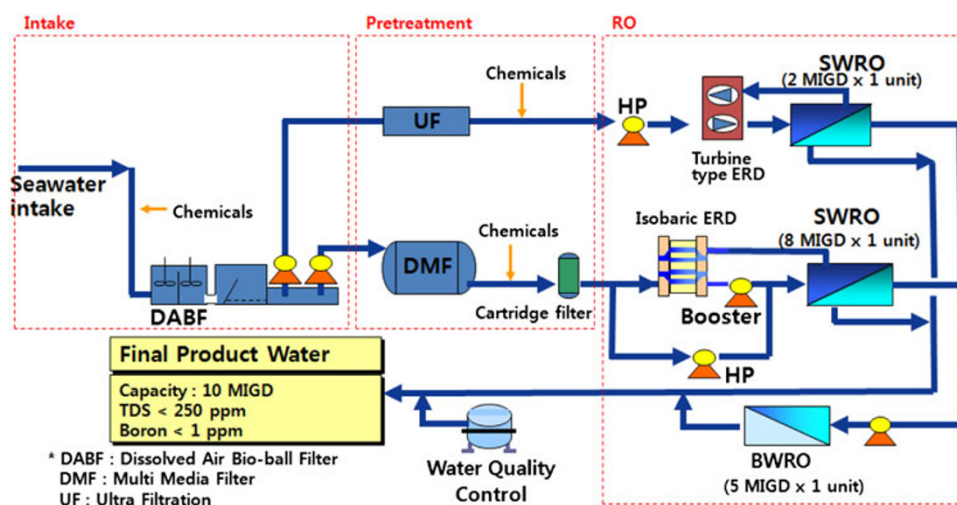 Intake
Pretreatment
RO
Chemicals
SWRO
(2 MIGD x 1 unit)
HP
UF
Turbine
type ERD
Seawater
intake
Chemicals
Chemicals
Isobaric ERD
SWRO
(8 MIGD x 1 unit)
DMF
Cartridge filter
Booster
DABF
HP
Final Product Water
Capacity : 10 MIGD
TDS < 250 ppm
Boron < 1 ppm
* DABF : Dissolved Air Bio-ball Filter
DMF : Multi Media Filter
UF : Ultra Filtration
Water Quality
Control
BWRO
(5 MIGD x 1 unit)